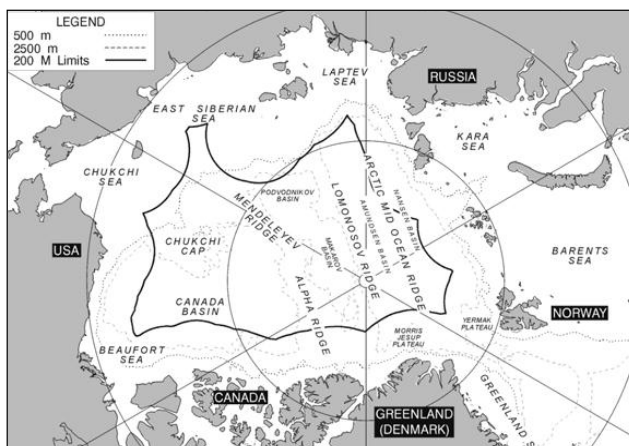 LEGEND
500 m
2500 m
200 M Limits
LAPTEV
SEA
RUSSIA
EAST SIBERIAN
SEA
KARA
SEA
CHUKCHI
SEA
PODVODNIKOV
BASIN
MENDELEYEV
RIDGE
LOMONOSOV RIDGE
ARCTIC MID OCEAN RIDGE
NANSEN BASIN
AMUNDSEN BASIN
MAKAROV
BASIN
USA
CHUKCHI
CAP
BARENTS
SEA
CANADA
BASIN
ALPHA RIDGE
NORWAY
YERMAK
PLATEAU
MORRIS
JESUP
PLATEAU
BEAUFORT
SEA
CANADA
GREENLAND
(DENMARK)
GREENLAND S